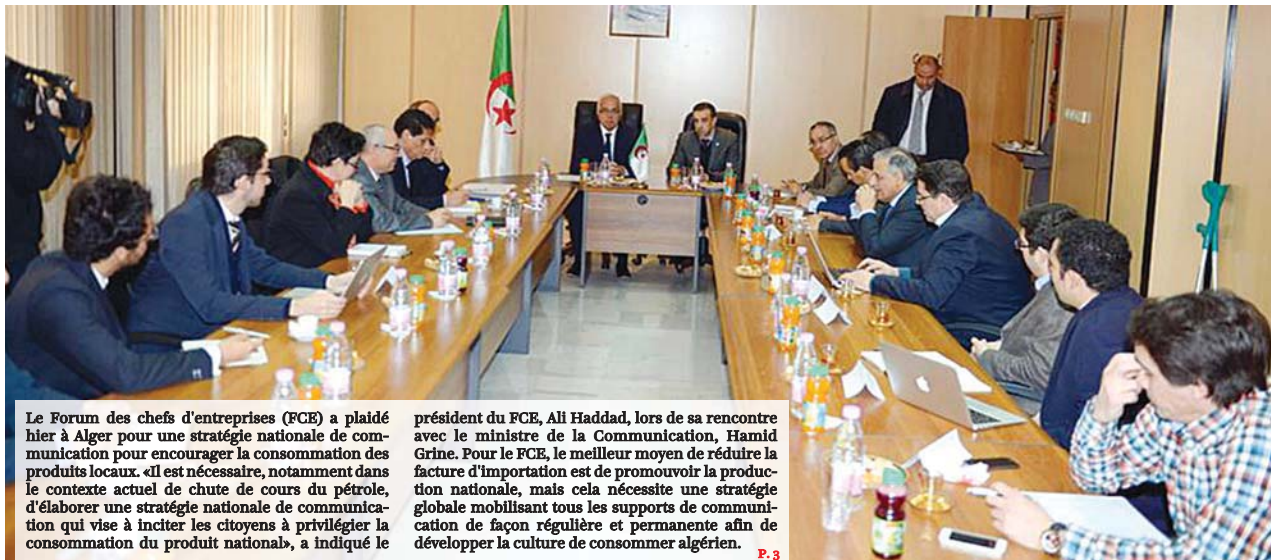 Le Forum des chefs d'entreprises (FCE) a plaidé
hier à Alger pour une stratégie nationale de com-
munication pour encourager la consommation des
produits locaux. «Il est nécessaire, notamment dans
le contexte actuel de chute de cours du pétrole,
d'élaborer une stratégie nationale de communica-
tion qui vise à inciter les citoyens à privilégier la
consommation du produit national», a indiqué le
président du FCE, Ali Haddad, lors de sa rencontre
avec le ministre de la Communication, Hamid
Grine. Pour le FCE, le meilleur moyen de réduire la
facture d'importation est de promouvoir la produc-
tion nationale, mais cela nécessite une stratégie
globale mobilisant tous les supports de communi-
cation de façon régulière et permanente afin de
développer la culture de consommer algérien.
P. 3